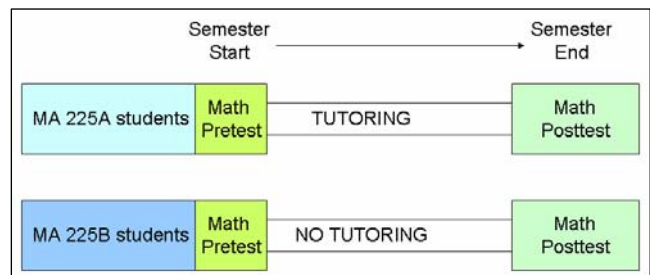 Semester
Start
Semester
End
MA 225A students
Math
Pretest
TUTORING
Math
Posttest
MA 225B students
Math
Pretest
NO TUTORING
Math
Posttest